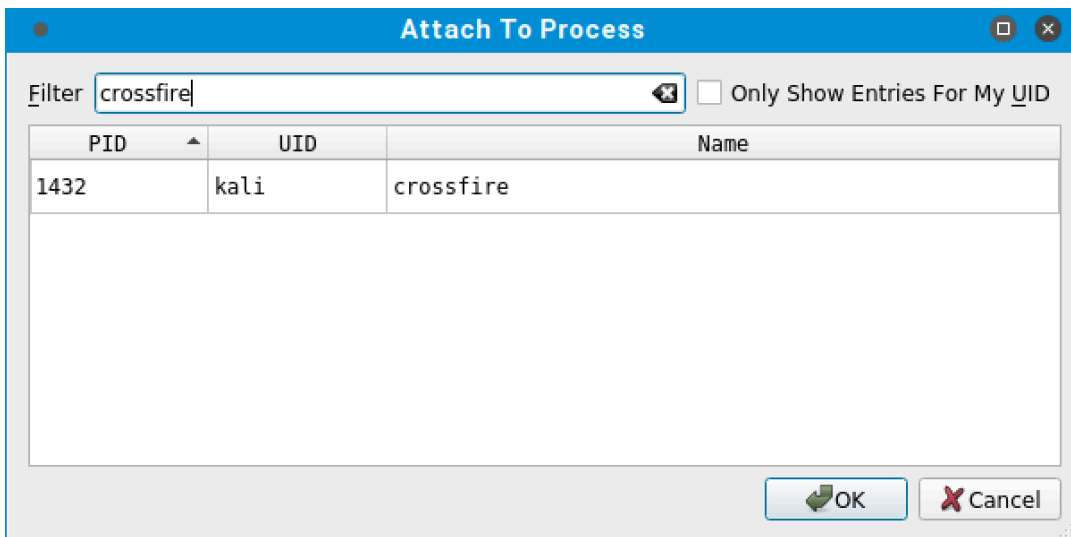 Attach To Process
Filter crossfire Only Show Entries For My UID
PID UID Name
1432 kali crossfire
OK Cancel